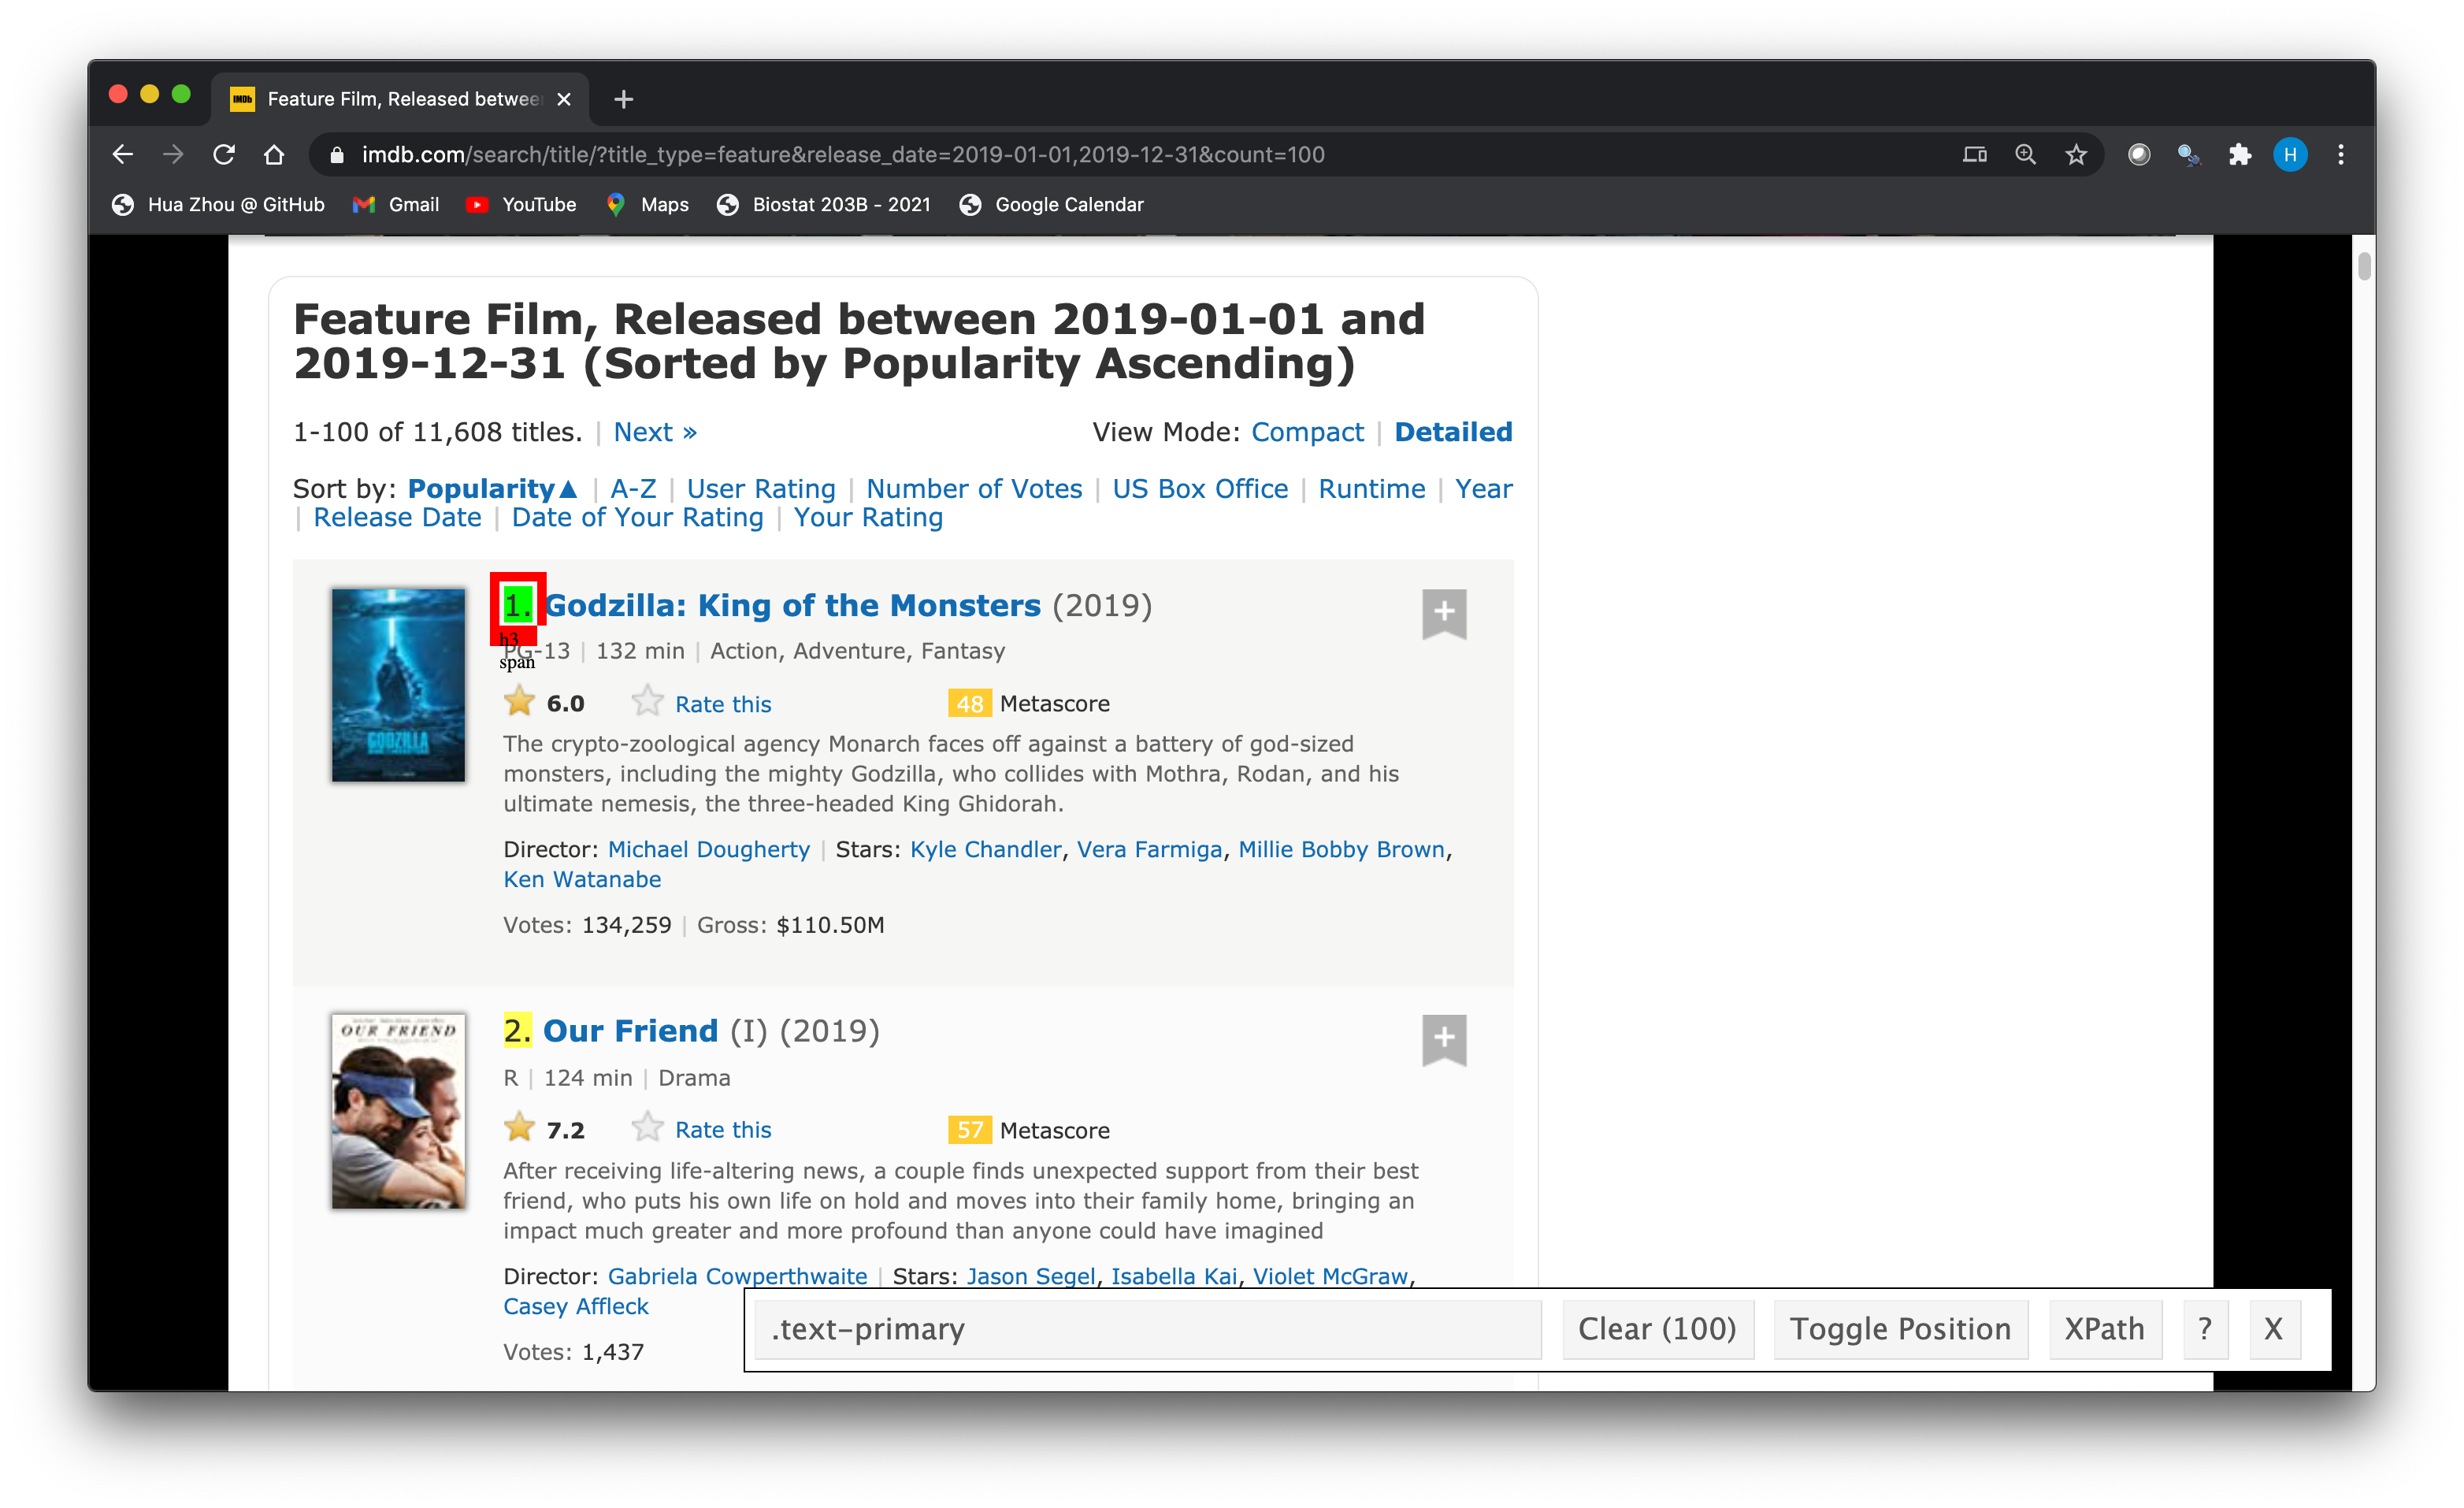 IMDb Feature Film, Released betwee
imdb.com/search/title/?title_type=feature&release_date=2019-01-01,2019-12-31&count=100
H
Hua Zhou @ GitHub Gmail YouTube Maps Biostat 203B - 2021 Google Calendar
Feature Film, Released between 2019-01-01 and
2019-12-31 (Sorted by Popularity Ascending)
1-100 of 11,608 titles. | Next »
View Mode: Compact | Detailed
Sort by: Popularity▲ | A-Z | User Rating | Number of Votes | US Box Office | Runtime | Year
| Release Date | Date of Your Rating | Your Rating
1. Godzilla: King of the Monsters (2019)
h3
span
PG-13 | 132 min | Action, Adventure, Fantasy
6.0 Rate this 48 Metascore
GODZILLA
The crypto-zoological agency Monarch faces off against a battery of god-sized
monsters, including the mighty Godzilla, who collides with Mothra, Rodan, and his
ultimate nemesis, the three-headed King Ghidorah.
Director: Michael Dougherty | Stars: Kyle Chandler, Vera Farmiga, Millie Bobby Brown,
Ken Watanabe
Votes: 134,259 | Gross: $110.50M
OUR FRIEND
2. Our Friend (I) (2019)
R | 124 min | Drama
7.2 Rate this 57 Metascore
After receiving life-altering news, a couple finds unexpected support from their best
friend, who puts his own life on hold and moves into their family home, bringing an
impact much greater and more profound than anyone could have imagined
Director: Gabriela Cowperthwaite | Stars: Jason Segel, Isabella Kai, Violet McGraw,
Casey Affleck
Votes: 1,437
.text-primary Clear (100) Toggle Position XPath ? X